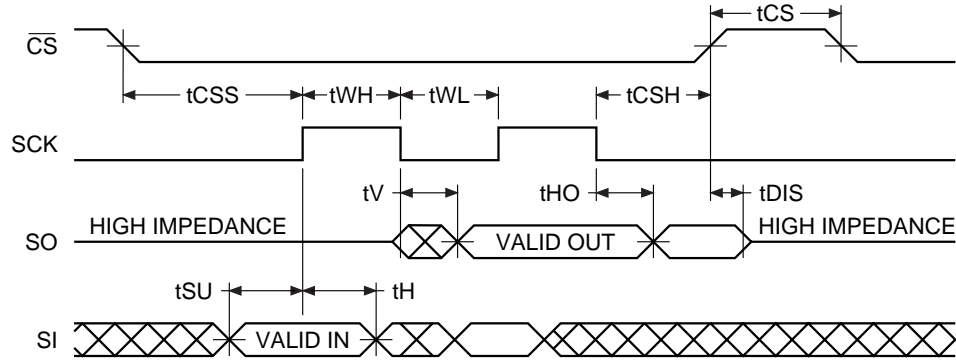 tCS
CS
tCSS
tWH
tWL
tCSH
SCK
tV
tHO
tDIS
HIGH IMPEDANCE
HIGH IMPEDANCE
SO
VALID OUT
tSU
tH
SI
VALID IN